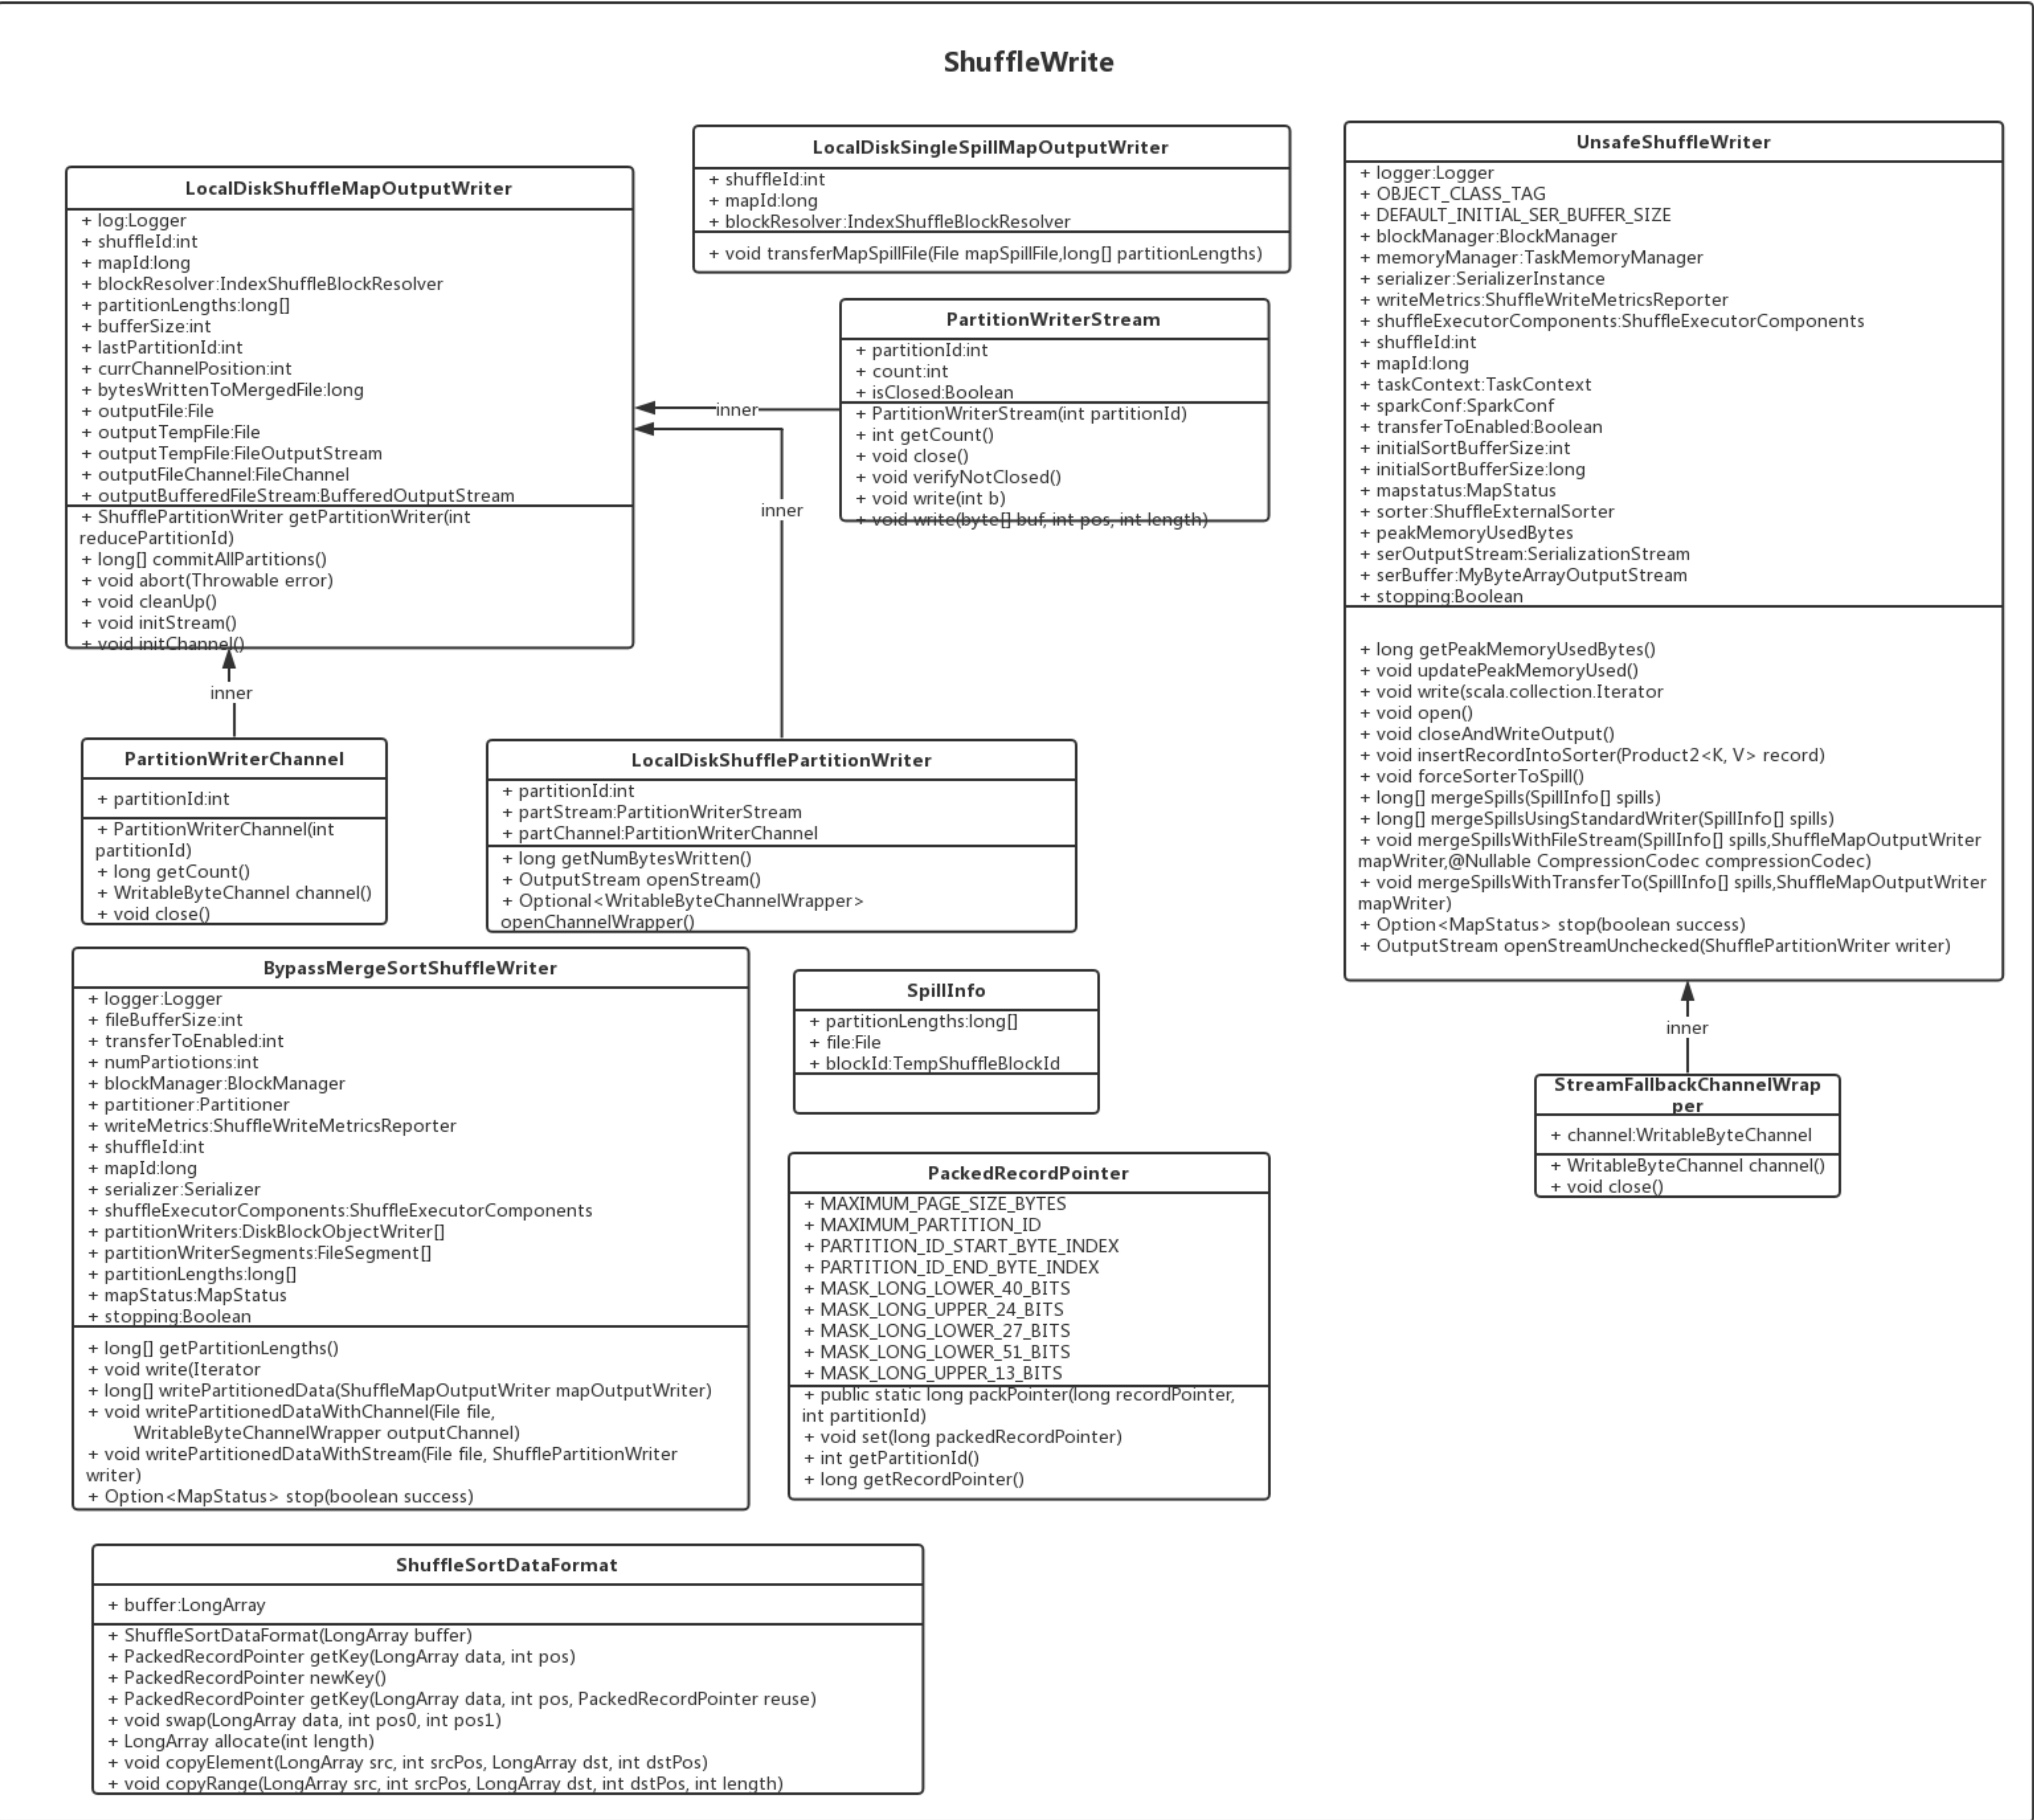 ShuffleWrite
LocalDiskShuffleMapOutputWriter
+ log:Logger
+ shuffleId:int
+ mapId:long
+ blockResolver:IndexShuffleBlockResolver
+ partitionLengths:long[]
+ bufferSize:int
+ lastPartitionId:int
+ currChannelPosition:int
+ bytesWrittenToMergedFile:long
+ outputFile:File
+ outputTempFile:File
+ outputTempFile:FileOutputStream
+ outputFileChannel:FileChannel
+ outputBufferedFileStream:BufferedOutputStream
+ ShufflePartitionWriter getPartitionWriter(int
reducePartitionId)
+ long[] commitAllPartitions()
+ void abort(Throwable error)
+ void cleanUp()
+ void initStream()
+ void initChannel()
LocalDiskSingleSpillMapOutputWriter
+ shuffleId:int
+ mapId:long
+ blockResolver:IndexShuffleBlockResolver
+ void transferMapSpillFile(File mapSpillFile,long[] partitionLengths)
PartitionWriterStream
+ partitionId:int
+ count:int
+ isClosed:Boolean
+ PartitionWriterStream(int partitionId)
+ int getCount()
+ void close()
+ void verifyNotClosed()
+ void write(int b)
+ void write(byte[] buf, int pos, int length)
inner
inner
inner
UnsafeShuffleWriter
+ logger:Logger
+ OBJECT_CLASS_TAG
+ DEFAULT_INITIAL_SER_BUFFER_SIZE
+ blockManager:BlockManager
+ memoryManager:TaskMemoryManager
+ serializer:SerializerInstance
+ writeMetrics:ShuffleWriteMetricsReporter
+ shuffleExecutorComponents:ShuffleExecutorComponents
+ shuffleId:int
+ mapId:long
+ taskContext:TaskContext
+ sparkConf:SparkConf
+ transferToEnabled:Boolean
+ initialSortBufferSize:int
+ initialSortBufferSize:long
+ mapstatus:MapStatus
+ sorter:ShuffleExternalSorter
+ peakMemoryUsedBytes
+ serOutputStream:SerializationStream
+ serBuffer:MyByteArrayOutputStream
+ stopping:Boolean
+ long getPeakMemoryUsedBytes()
+ void updatePeakMemoryUsed()
+ void write(scala.collection.Iterator
+ void open()
+ void closeAndWriteOutput()
+ void insertRecordIntoSorter(Product2<K, V> record)
+ void forceSorterToSpill()
+ long[] mergeSpills(SpillInfo[] spills)
+ long[] mergeSpillsUsingStandardWriter(SpillInfo[] spills)
+ void mergeSpillsWithFileStream(SpillInfo[] spills,ShuffleMapOutputWriter
mapWriter,@Nullable CompressionCodec compressionCodec)
+ void mergeSpillsWithTransferTo(SpillInfo[] spills,ShuffleMapOutputWriter
mapWriter)
+ Option<MapStatus> stop(boolean success)
+ OutputStream openStreamUnchecked(ShufflePartitionWriter writer)
PartitionWriterChannel
+ partitionId:int
+ PartitionWriterChannel(int
partitionId)
+ long getCount()
+ WritableByteChannel channel()
+ void close()
LocalDiskShufflePartitionWriter
+ partitionId:int
+ partStream:PartitionWriterStream
+ partChannel:PartitionWriterChannel
+ long getNumBytesWritten()
+ OutputStream openStream()
+ Optional<WritableByteChannelWrapper>
openChannelWrapper()
BypassMergeSortShuffleWriter
+ logger:Logger
+ fileBufferSize:int
+ transferToEnabled:int
+ numPartiotions:int
+ blockManager:BlockManager
+ partitioner:Partitioner
+ writeMetrics:ShuffleWriteMetricsReporter
+ shuffleId:int
+ mapId:long
+ serializer:Serializer
+ shuffleExecutorComponents:ShuffleExecutorComponents
+ partitionWriters:DiskBlockObjectWriter[]
+ partitionWriterSegments:FileSegment[]
+ partitionLengths:long[]
+ mapStatus:MapStatus
+ stopping:Boolean
+ long[] getPartitionLengths()
+ void write(Iterator
+ long[] writePartitionedData(ShuffleMapOutputWriter mapOutputWriter)
+ void writePartitionedDataWithChannel(File file,
WritableByteChannelWrapper outputChannel)
+ void writePartitionedDataWithStream(File file, ShufflePartitionWriter
writer)
+ Option<MapStatus> stop(boolean success)
SpillInfo
+ partitionLengths:long[]
+ file:File
+ blockId:TempShuffleBlockId
inner
StreamFallbackChannelWrap
per
+ channel:WritableByteChannel
+ WritableByteChannel channel()
+ void close()
PackedRecordPointer
+ MAXIMUM_PAGE_SIZE_BYTES
+ MAXIMUM_PARTITION_ID
+ PARTITION_ID_START_BYTE_INDEX
+ PARTITION_ID_END_BYTE_INDEX
+ MASK_LONG_LOWER_40_BITS
+ MASK_LONG_UPPER_24_BITS
+ MASK_LONG_LOWER_27_BITS
+ MASK_LONG_LOWER_51_BITS
+ MASK_LONG_UPPER_13_BITS
+ public static long packPointer(long recordPointer,
int partitionId)
+ void set(long packedRecordPointer)
+ int getPartitionId()
+ long getRecordPointer()
ShuffleSortDataFormat
+ buffer:LongArray
+ ShuffleSortDataFormat(LongArray buffer)
+ PackedRecordPointer getKey(LongArray data, int pos)
+ PackedRecordPointer newKey()
+ PackedRecordPointer getKey(LongArray data, int pos, PackedRecordPointer reuse)
+ void swap(LongArray data, int pos0, int pos1)
+ LongArray allocate(int length)
+ void copyElement(LongArray src, int srcPos, LongArray dst, int dstPos)
+ void copyRange(LongArray src, int srcPos, LongArray dst, int dstPos, int length)